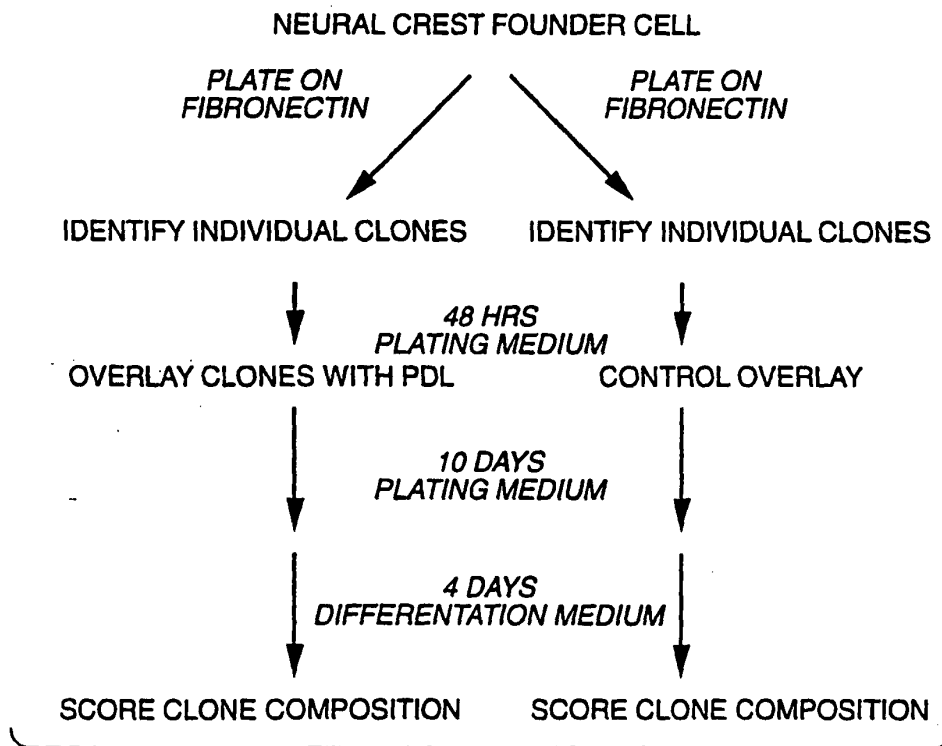 NEURAL CREST FOUNDER CELL
PLATE ON
FIBRONECTIN
PLATE ON
FIBRONECTIN
IDENTIFY INDIVIDUAL CLONES
IDENTIFY INDIVIDUAL CLONES
48 HRS
PLATING MEDIUM
OVERLAY CLONES WITH PDL
CONTROL OVERLAY
10 DAYS
PLATING MEDIUM
4 DAYS
DIFFERENTATION MEDIUM
SCORE CLONE COMPOSITION
SCORE CLONE COMPOSITION